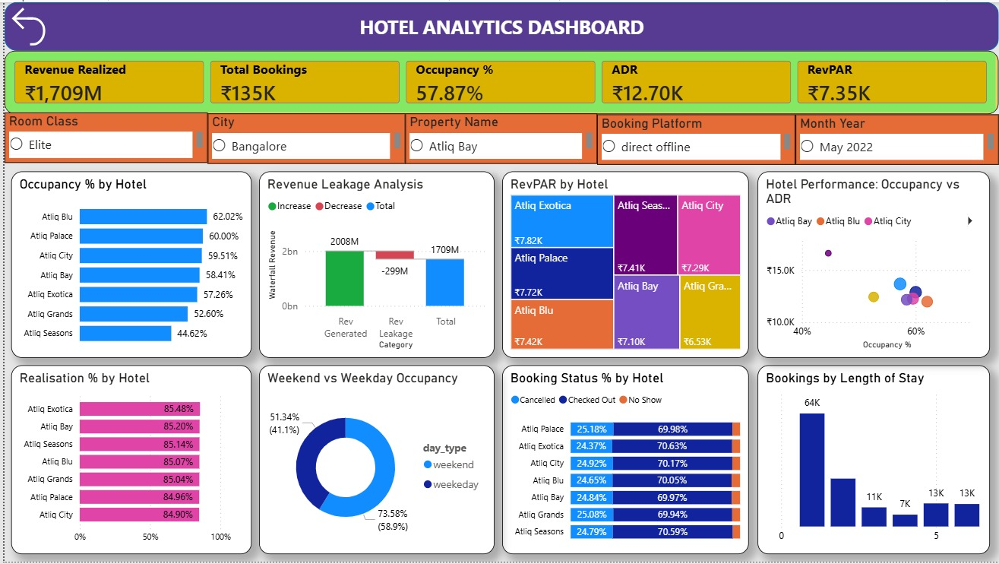 HOTEL ANALYTICS DASHBOARD
Revenue Realized
₹1,709M
Total Bookings
₹135K
Occupancy %
57.87%
ADR
₹12.70K
RevPAR
₹7.35K
Room Class
Elite
City
Bangalore
Property Name
Atliq Bay
Booking Platform
direct offline
Month Year
May 2022
Occupancy % by Hotel
Atliq Blu 62.02%
Atliq Palace 60.00%
Atliq City 59.51%
Atliq Bay 58.41%
Atliq Exotica 57.26%
Atliq Grands 52.60%
Atliq Seasons 44.62%
Revenue Leakage Analysis
Increase Decrease Total
Waterfall Revenue
2bn
0bn
2008M
-299M
1709M
Rev
Generated
Rev
Leakage
Total
Category
RevPAR by Hotel
Atliq Exotica
₹7.82K
Atliq Palace
₹7.72K
Atliq Blu
₹7.42K
Atliq Seas...
₹7.41K
Atliq City
₹7.29K
Atliq Bay
₹7.10K
Atliq Gra...
₹6.53K
Hotel Performance: Occupancy vs
ADR
Atliq Bay Atliq Blu Atliq City
₹15.0K
₹10.0K
40% 60%
Occupancy %
Realisation % by Hotel
Atliq Exotica 85.48%
Atliq Bay 85.20%
Atliq Seasons 85.14%
Atliq Blu 85.07%
Atliq Grands 85.04%
Atliq Palace 84.96%
Atliq City 84.90%
0% 50% 100%
Weekend vs Weekday Occupancy
51.34%
(41.1%)
73.58%
(58.9%)
day_type
weekend
weekeday
Booking Status % by Hotel
Cancelled Checked Out No Show
Atliq Palace 25.18% 69.98%
Atliq Exotica 24.37% 70.63%
Atliq City 24.92% 70.17%
Atliq Blu 24.65% 70.05%
Atliq Bay 24.84% 69.97%
Atliq Grands 25.08% 69.94%
Atliq Seasons 24.79% 70.59%
Bookings by Length of Stay
64K
11K
7K
13K
13K
0 5